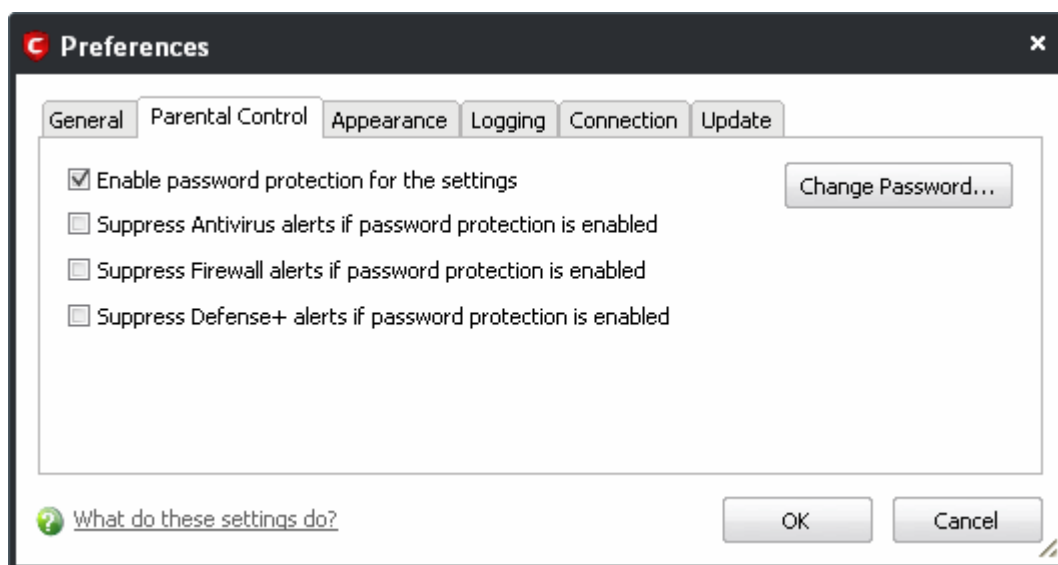 Preferences
General Parental Control Appearance Logging Connection Update
Enable password protection for the settings
Change Password...
Suppress Antivirus alerts if password protection is enabled
Suppress Firewall alerts if password protection is enabled
Suppress Defense+ alerts if password protection is enabled
What do these settings do?
OK Cancel